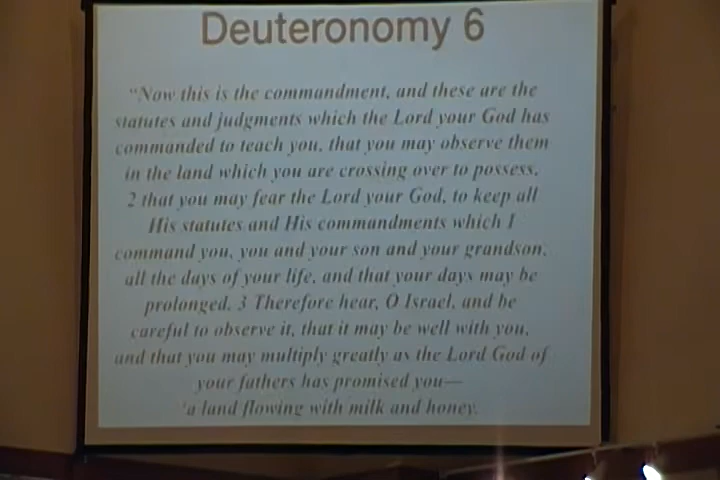 Deuteronomy 6
“Now this is the commandment, and these are the
statutes and judgments which the Lord your God has
commanded to teach you, that you may observe them
in the land which you are crossing over to possess,
2 that you may fear the Lord your God, to keep all
His statutes and His commandments which I
command you, you and your son and your grandson,
all the days of your life, and that your days may be
prolonged. 3 Therefore hear, O Israel, and be
careful to observe it, that it may be well with you,
and that you may multiply greatly as the Lord God of
your fathers has promised you—
‘a land flowing with milk and honey.